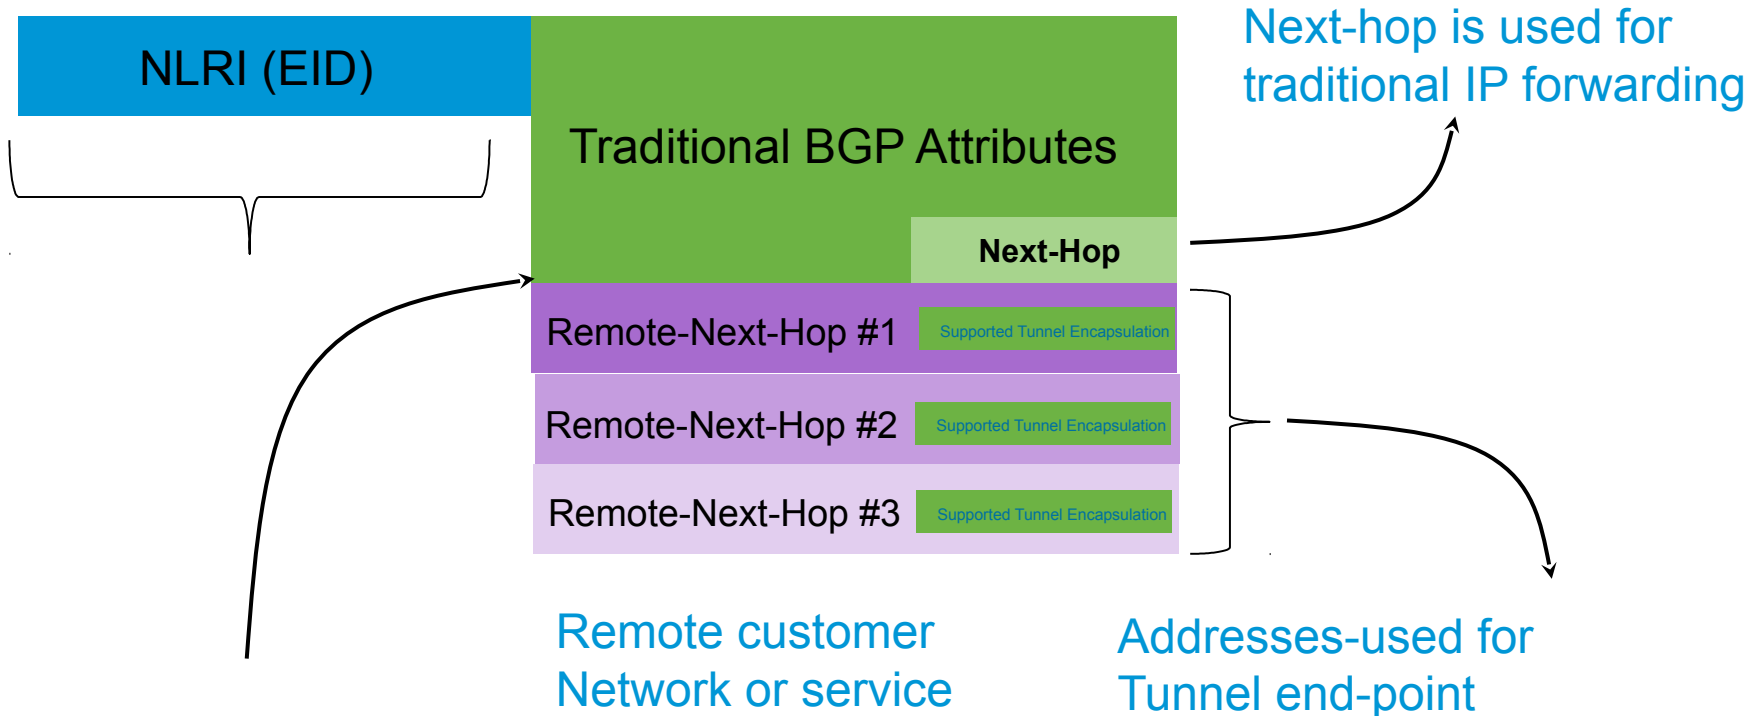 NLRI (EID)
Traditional BGP Attributes
Next-Hop
Next-hop is used for
traditional IP forwarding
Remote-Next-Hop #1
Supported Tunnel Encapsulation
Remote-Next-Hop #2
Supported Tunnel Encapsulation
Remote-Next-Hop #3
Supported Tunnel Encapsulation
Remote customer
Network or service
Addresses-used for
Tunnel end-point